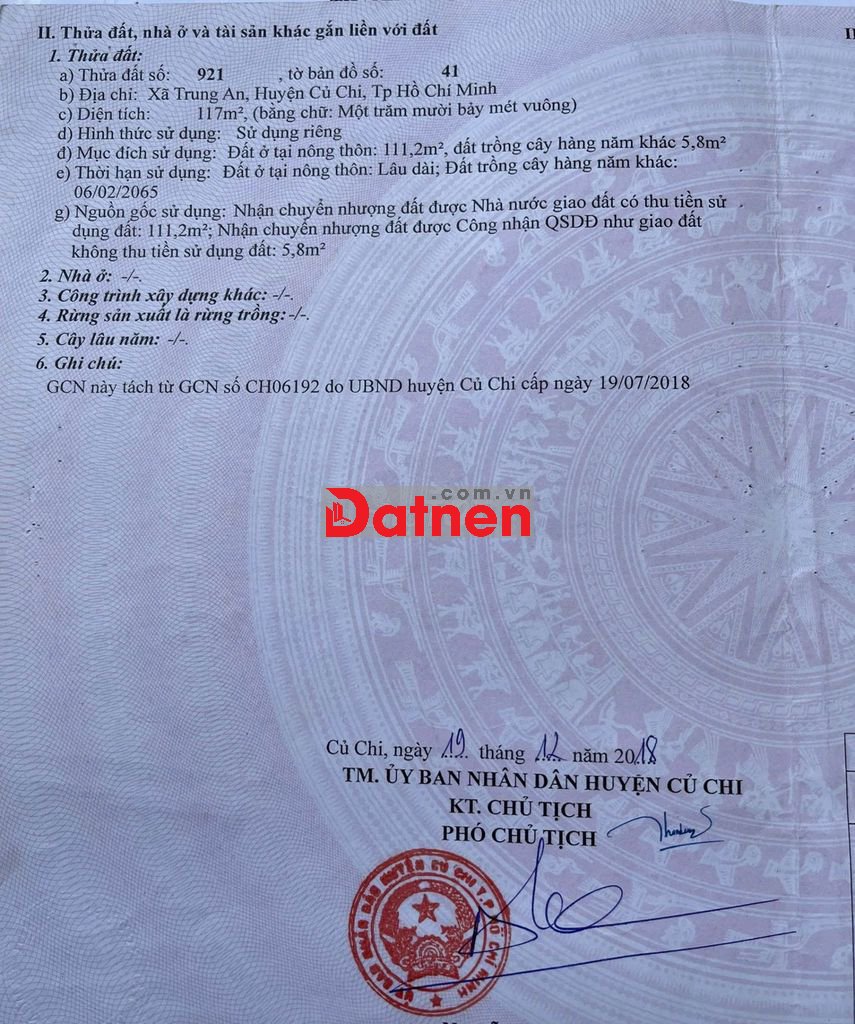 II. Thửa đất, nhà ở và tài sản khác gắn liền với đất
1. Thửa đất:
a) Thửa đất số: 921 , tờ bản đồ số: 41
b) Địa chỉ: Xã Trung An, Huyện Củ Chi, Tp Hồ Chí Minh
c) Diện tích: 117m², (bằng chữ: Một trăm mười bảy mét vuông)
d) Hình thức sử dụng: Sử dụng riêng
đ) Mục đích sử dụng: Đất ở tại nông thôn: 111,2m², đất trồng cây hàng năm khác 5,8m²
e) Thời hạn sử dụng: Đất ở tại nông thôn: Lâu dài; Đất trồng cây hàng năm khác:
06/02/2065
g) Nguồn gốc sử dụng: Nhận chuyển nhượng đất được Nhà nước giao đất có thu tiền sử
dụng đất: 111,2m²; Nhận chuyển nhượng đất được Công nhận QSDĐ như giao đất
không thu tiền sử dụng đất: 5,8m²
2. Nhà ở: -/-.
3. Công trình xây dựng khác: -/-.
4. Rừng sản xuất là rừng trồng: -/-.
5. Cây lâu năm: -/-.
6. Ghi chú:
GCN này tách từ GCN số CH06192 do UBND huyện Củ Chi cấp ngày 19/07/2018
.com.vn
Datnen
Củ Chi, ngày 19 tháng 12 năm 2018
TM. ỦY BAN NHÂN DÂN HUYỆN CỦ CHI
KT. CHỦ TỊCH
PHÓ CHỦ TỊCH
ỦY BAN NHÂN DÂN HUYỆN CỦ CHI T.P HỒ CHÍ MINH